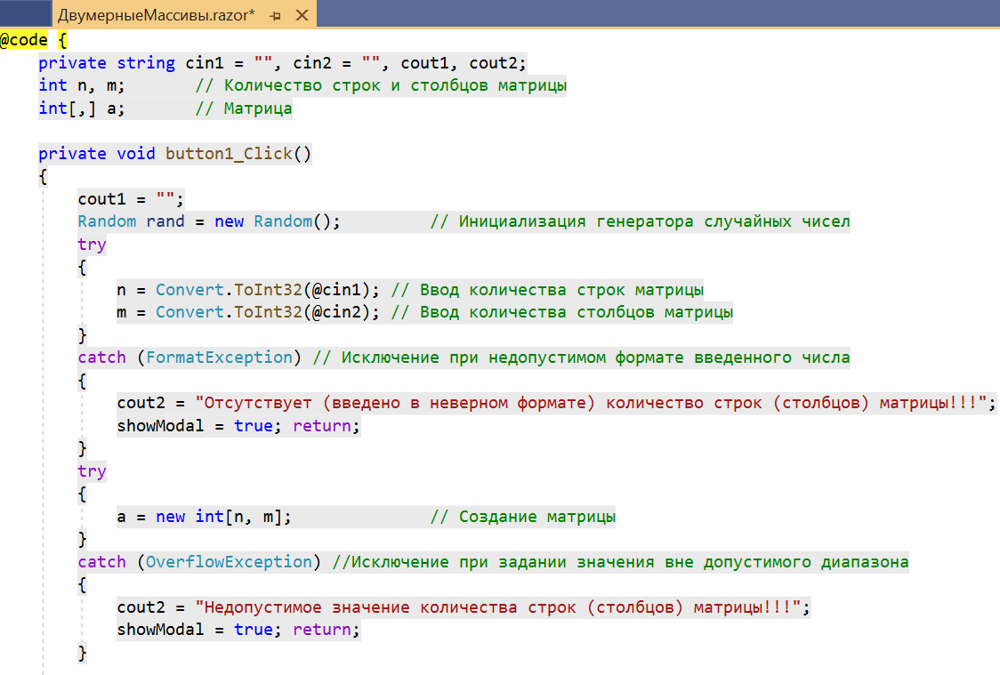 ДвумерныеМассивы.razor*
@code {
private string cin1 = "", cin2 = "", cout1, cout2;
int n, m; // Количество строк и столбцов матрицы
int[,] a; // Матрица
private void button1_Click()
{
cout1 = "";
Random rand = new Random(); // Инициализация генератора случайных чисел
try
{
n = Convert.ToInt32(@cin1); // Ввод количества строк матрицы
m = Convert.ToInt32(@cin2); // Ввод количества столбцов матрицы
}
catch (FormatException) // Исключение при недопустимом формате введенного числа
{
cout2 = "Отсутствует (введено в неверном формате) количество строк (столбцов) матрицы!!!";
showModal = true; return;
}
try
{
a = new int[n, m]; // Создание матрицы
}
catch (OverflowException) //Исключение при задании значения вне допустимого диапазона
{
cout2 = "Недопустимое значение количества строк (столбцов) матрицы!!!";
showModal = true; return;
}